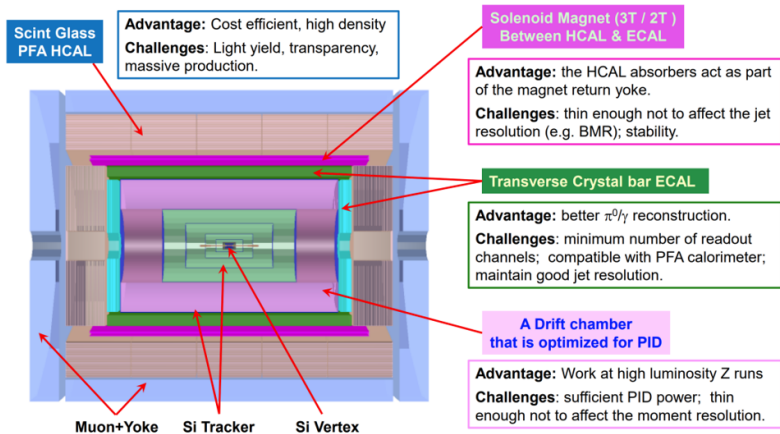 Scint Glass
PFA HCAL
Advantage: Cost efficient, high density
Challenges: Light yield, transparency,
massive production.
Solenoid Magnet (3T / 2T )
Between HCAL & ECAL
Advantage: the HCAL absorbers act as part
of the magnet return yoke.
Challenges: thin enough not to affect the jet
resolution (e.g. BMR); stability.
Transverse Crystal bar ECAL
Advantage: better π⁰/γ reconstruction.
Challenges: minimum number of readout
channels; compatible with PFA calorimeter;
maintain good jet resolution.
A Drift chamber
that is optimized for PID
Advantage: Work at high luminosity Z runs
Challenges: sufficient PID power; thin
enough not to affect the moment resolution.
Muon+Yoke
Si Tracker
Si Vertex